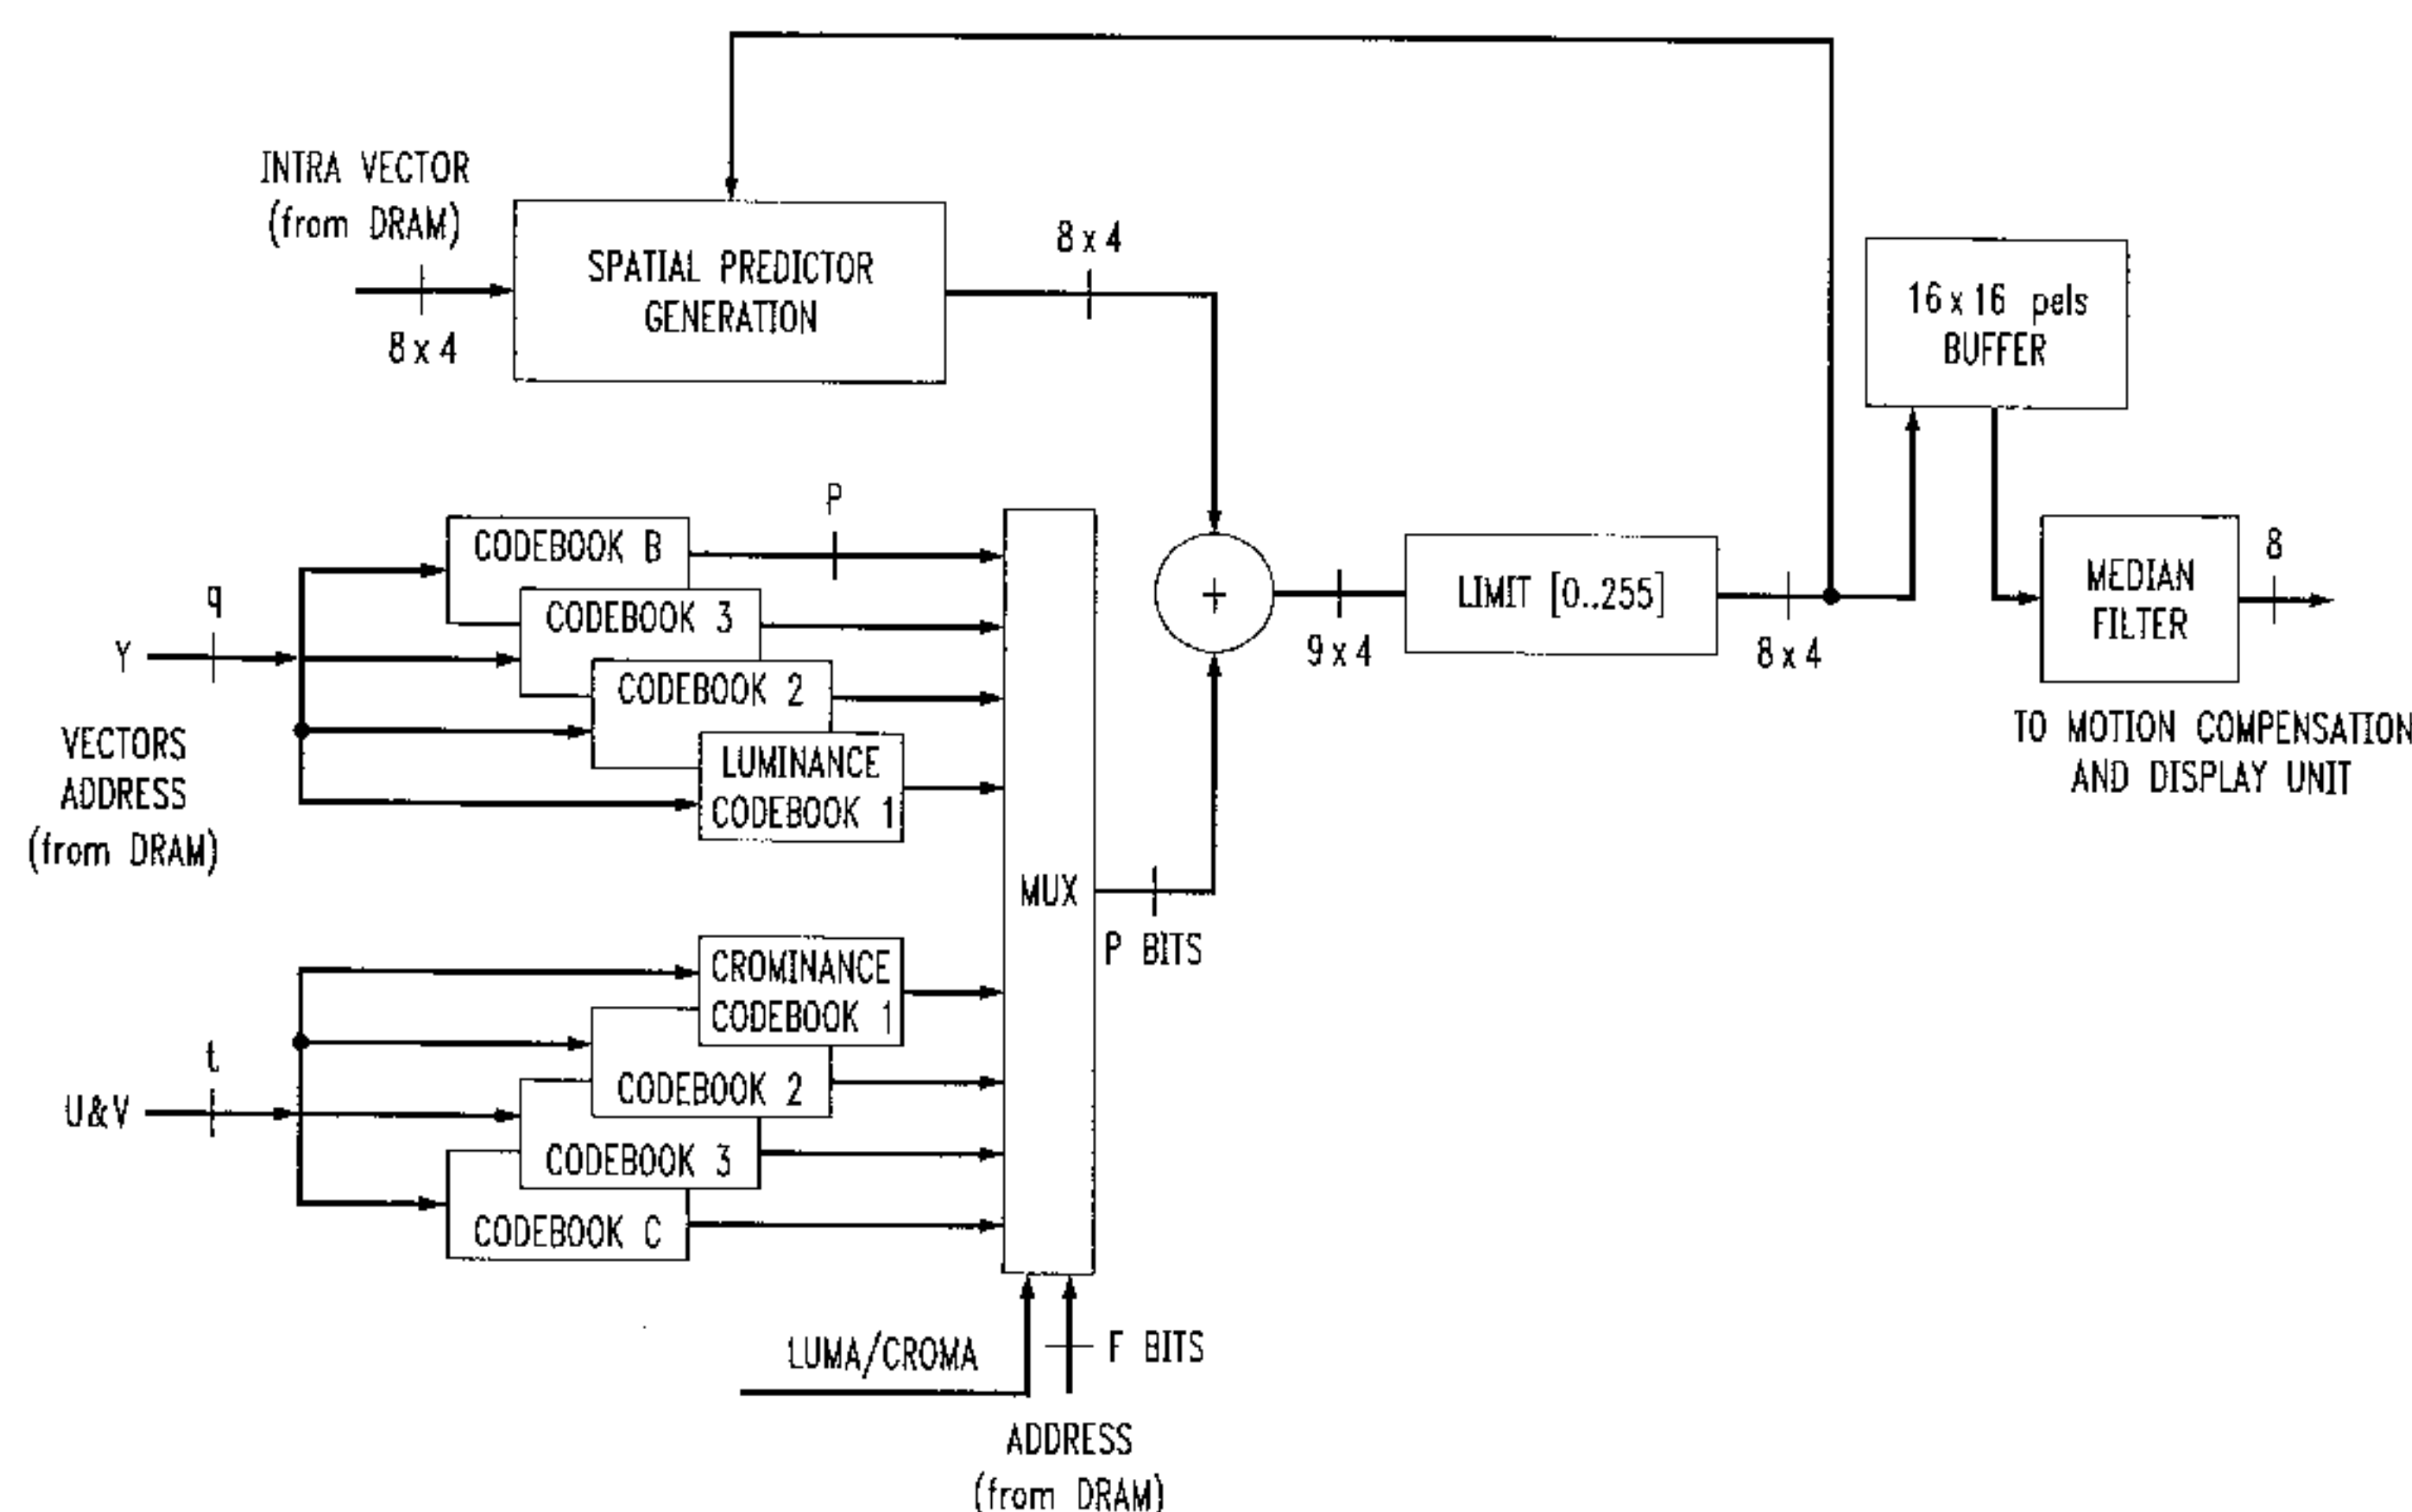 INTRA VECTOR
(from DRAM)
8 x 4
SPATIAL PREDICTOR
GENERATION
8 x 4
16 x 16 pels
BUFFER
P
CODEBOOK B
CODEBOOK 3
CODEBOOK 2
LUMINANCE
CODEBOOK 1
q
Y
VECTORS
ADDRESS
(from DRAM)
+
9 x 4
LIMIT [0..255]
8 x 4
MEDIAN
FILTER
8
TO MOTION COMPENSATION
AND DISPLAY UNIT
MUX
P BITS
CROMINANCE
CODEBOOK 1
CODEBOOK 2
CODEBOOK 3
CODEBOOK C
t
U&V
LUMA/CROMA
F BITS
ADDRESS
(from DRAM)